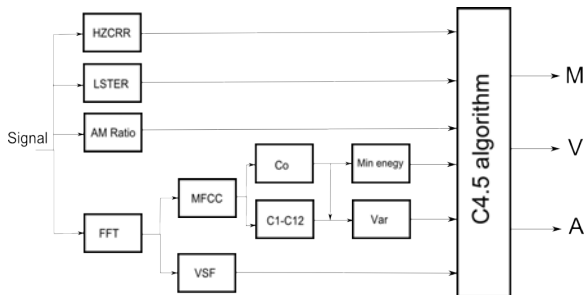 HZCRR
M
LSTER
Signal
AM Ratio
C4.5 algorithm
V
Co
Min enegy
MFCC
C1-C12
Var
FFT
A
VSF